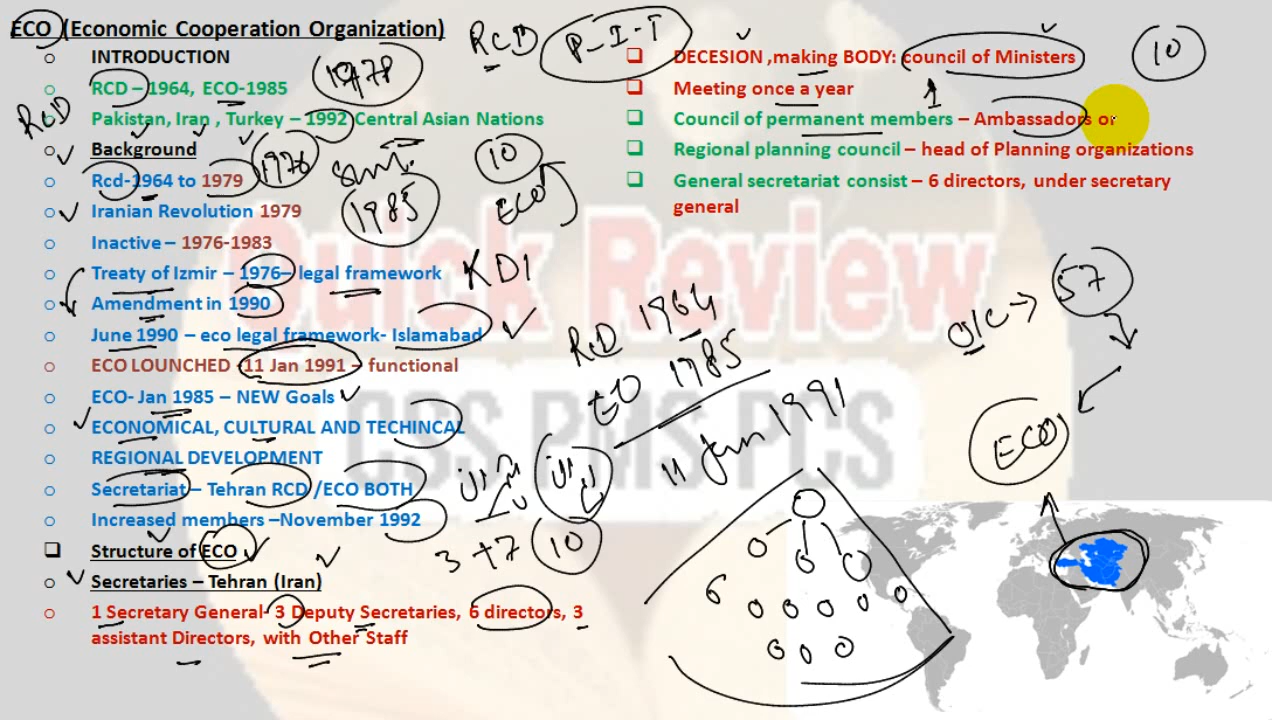 ECO (Economic Cooperation Organization)
INTRODUCTION
RCD – 1964, ECO-1985
Pakistan, Iran , Turkey – 1992 Central Asian Nations
Background
Rcd-1964 to 1979
Iranian Revolution 1979
Inactive – 1976-1983
Treaty of Izmir – 1976– legal framework
Amendment in 1990
June 1990 – eco legal framework- Islamabad
ECO LOUNCHED -11 Jan 1991 – functional
ECO- Jan 1985 – NEW Goals
ECONOMICAL, CULTURAL AND TECHINCAL
REGIONAL DEVELOPMENT
Secretariat – Tehran RCD /ECO BOTH
Increased members –November 1992
Structure of ECO
Secretaries – Tehran (Iran)
1 Secretary General- 3 Deputy Secretaries, 6 directors, 3
assistant Directors, with Other Staff
DECESION ,making BODY: council of Ministers
Meeting once a year
Council of permanent members – Ambassadors or
Regional planning council – head of Planning organizations
General secretariat consist – 6 directors, under secretary
general
RCD
P-I-T
10
RCD
1976
10
1985
ECO
RCD 1964
ECO 1985
11 Jan 1991
3 +7 10
1
OIC → 57
ECO
Quick Review
CSS PMS PCS